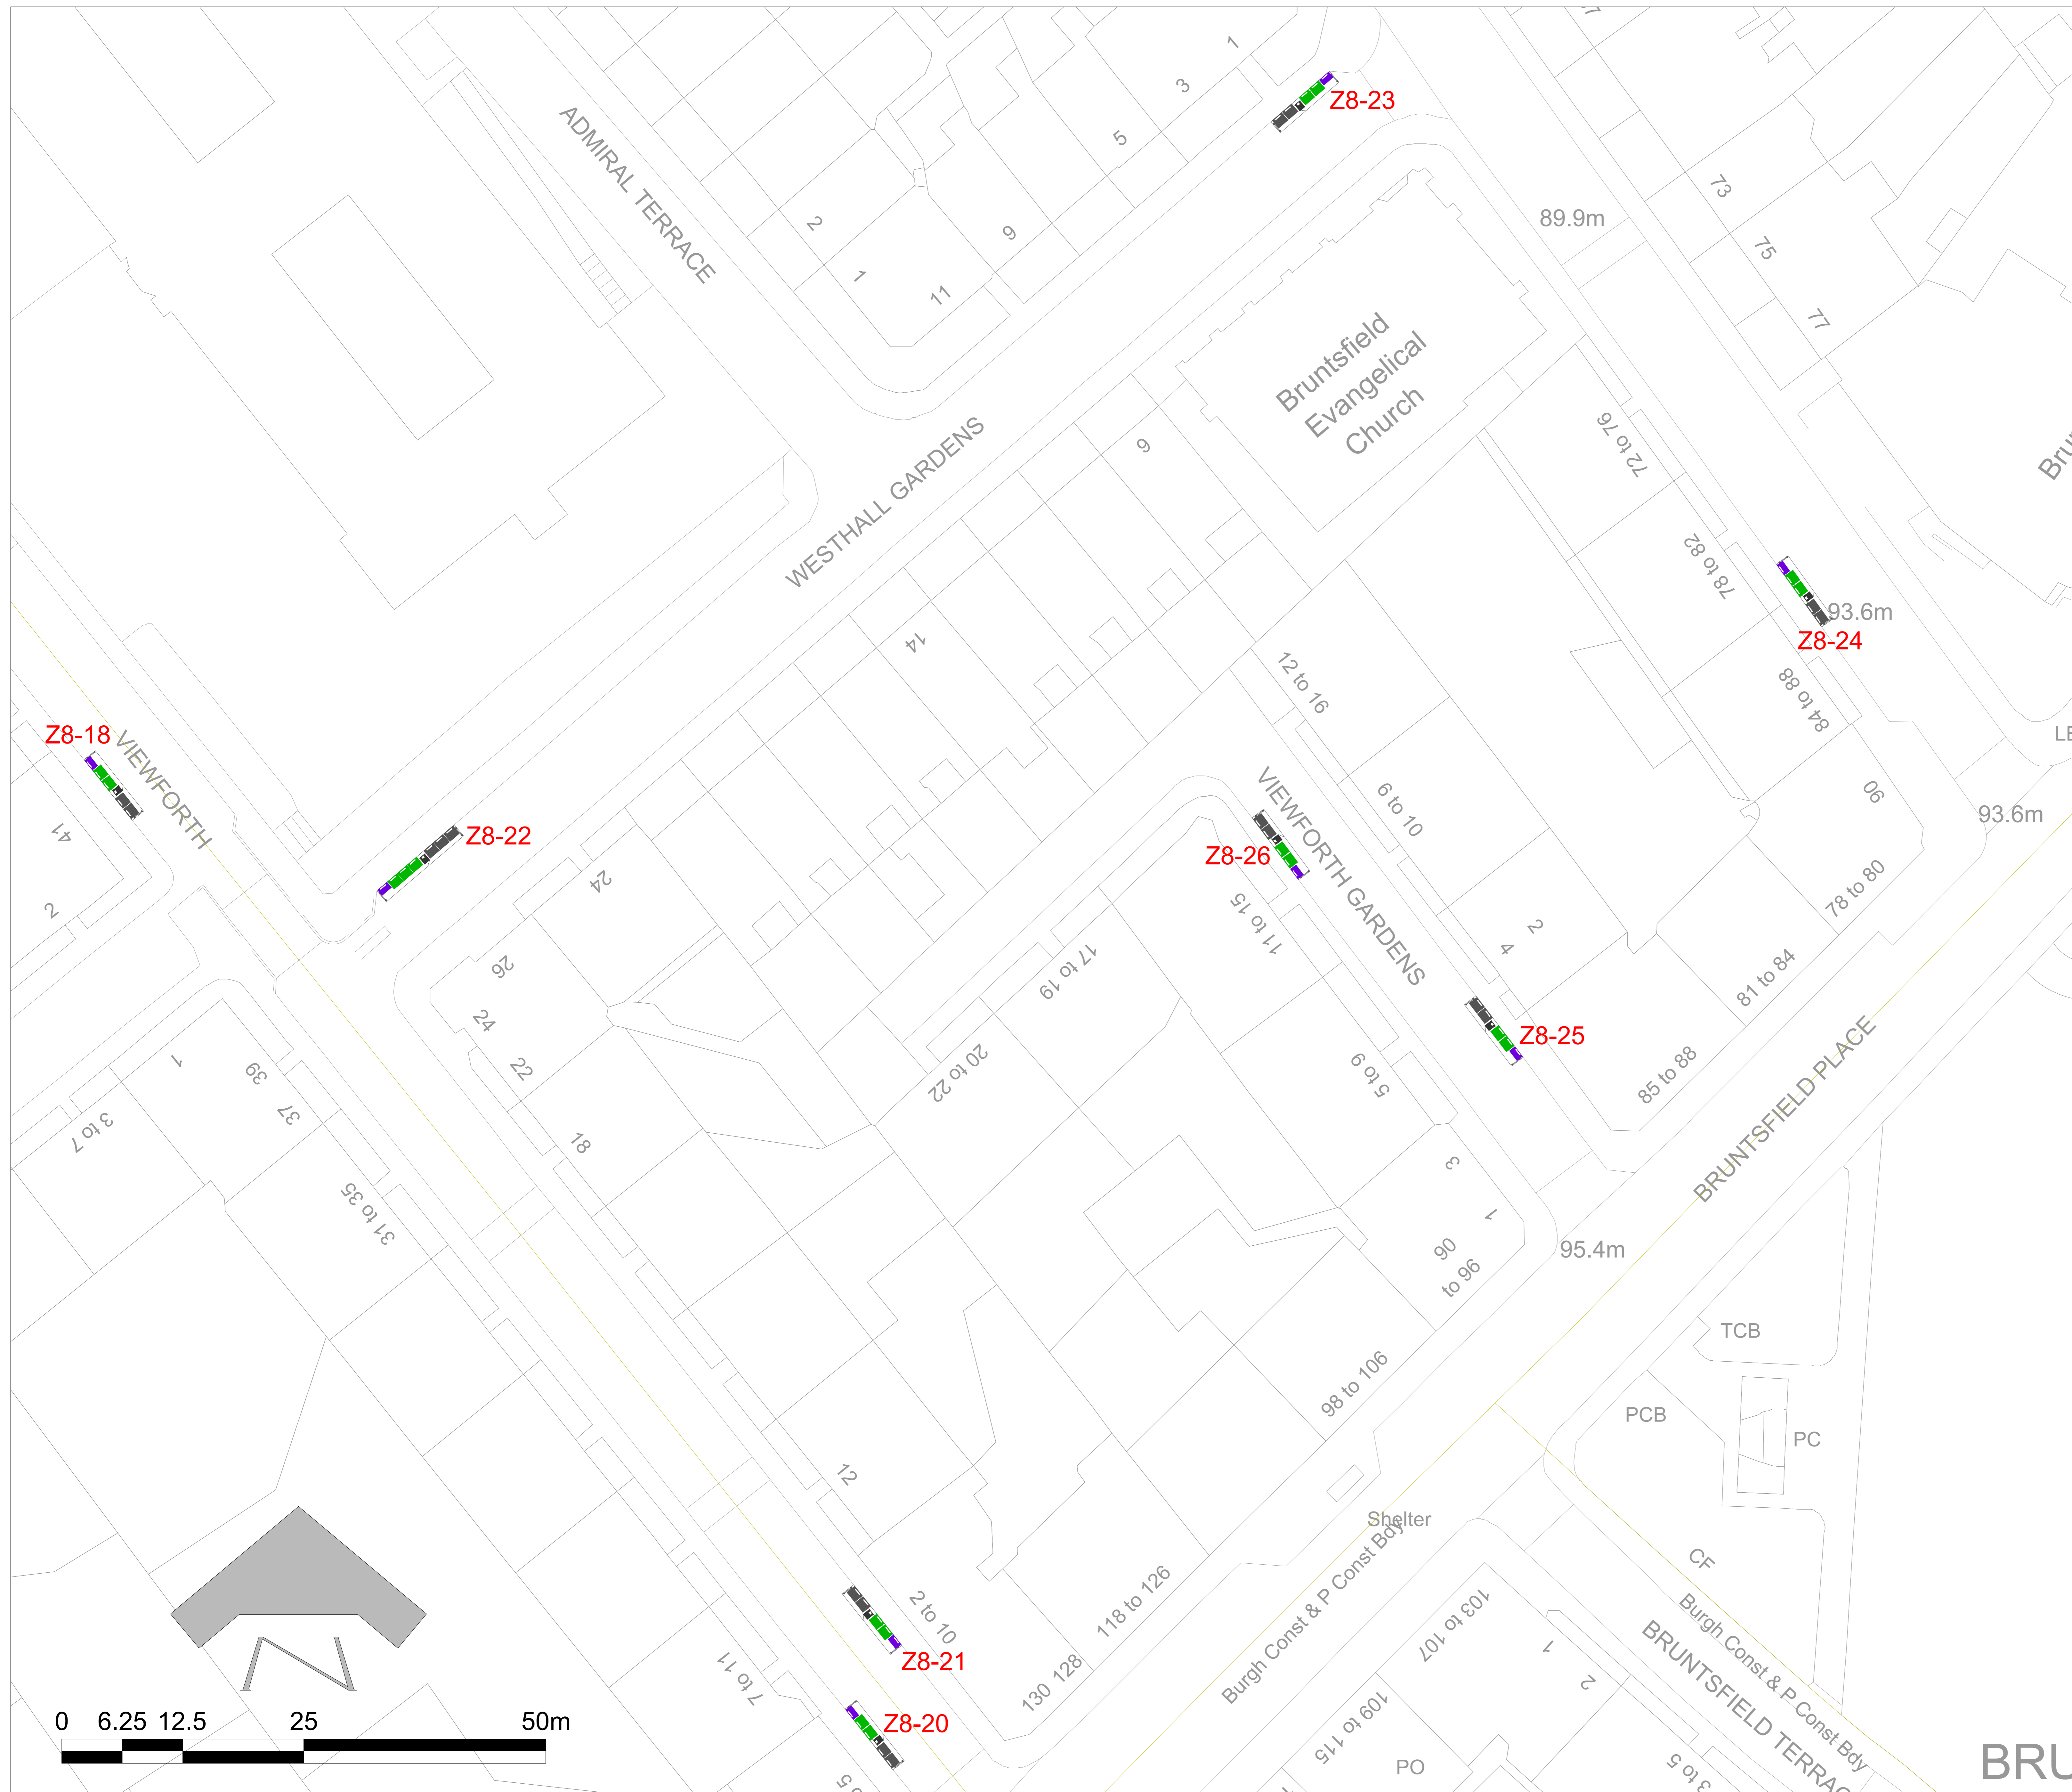 1
3
Z8-23
ADMIRAL TERRACE
5
73
2
9
89.9m
75
1
11
77
Bruntsfield
Evangelical
Church
WESTHALL GARDENS
9
72 to 76
78 to 82
Z8-24
93.6m
14
12 to 16
84 to 88
Z8-18
VIEWFORTH
41
Z8-22
6 to 10
90
93.6m
VIEWFORTH GARDENS
Z8-26
24
2
78 to 80
11 to 15
2
4
17 to 19
26
81 to 84
24
Z8-25
22
1
39
20 to 22
5 to 9
85 to 88
BRUNTSFIELD PLACE
37
3 to 7
18
3
31 to 35
1
90
to 96
95.4m
TCB
98 to 106
PCB
PC
12
Shelter
CF
Burgh Const & P Const Bdy
2 to 10
118 to 126
103 to 107
1
2
Burgh Const & P Const Bdy
BRUNTSFIELD TERRAC
Z8-21
7 to 11
130 128
109 to 115
Z8-20
PO
3 to 5
0 6.25 12.5 25 50m
BRU